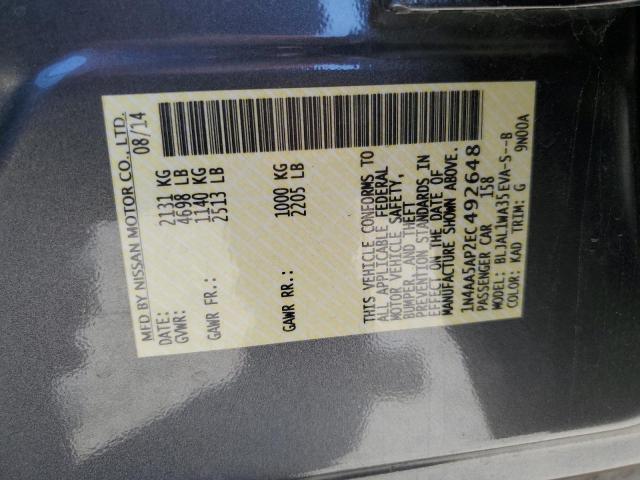 MFD BY NISSAN MOTOR CO., LTD.
DATE: 08/14
GVWR: 2131 KG
4698 LB
GAWR FR.: 1140 KG
2513 LB
GAWR RR.: 1000 KG
2205 LB
THIS VEHICLE CONFORMS TO
ALL APPLICABLE FEDERAL
MOTOR VEHICLE SAFETY,
BUMPER, AND THEFT
PREVENTION STANDARDS IN
EFFECT ON THE DATE OF
MANUFACTURE SHOWN ABOVE.
1N4AA5AP2EC492648
PASSENGER CAR 158
MODEL: BLJAL1WA35EVA-S--B
COLOR: KAD TRIM: G 9N00A